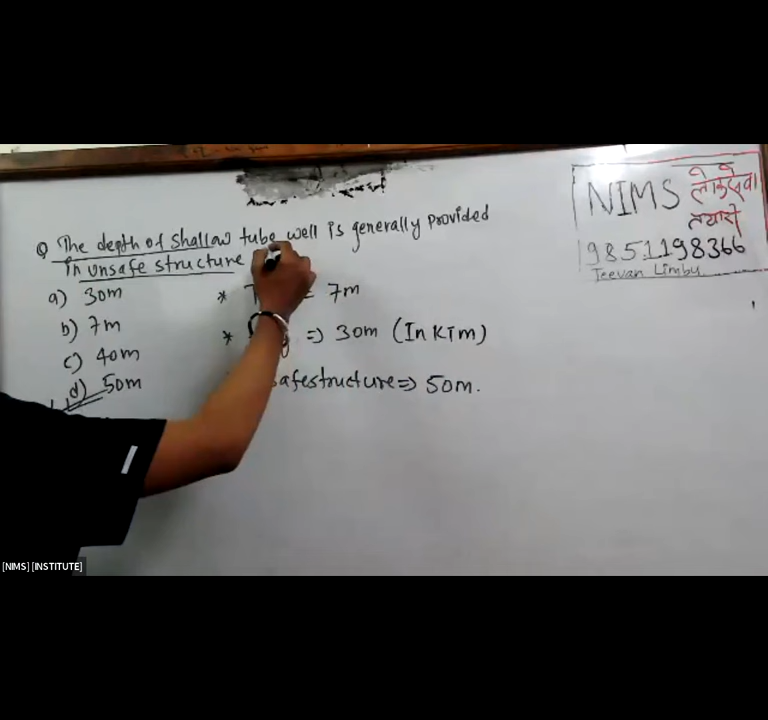 Q The depth of shallow tube well is generally provided
in unsafe structure
a) 30m
b) 7m
c) 40m
d) 50m
* = 7m
* => 30m (In Kim)
safestructure => 50m.
NIMS लोकसेवा
तयारी
9851198366
Jeevan Limbu
[NIMS] [INSTITUTE]